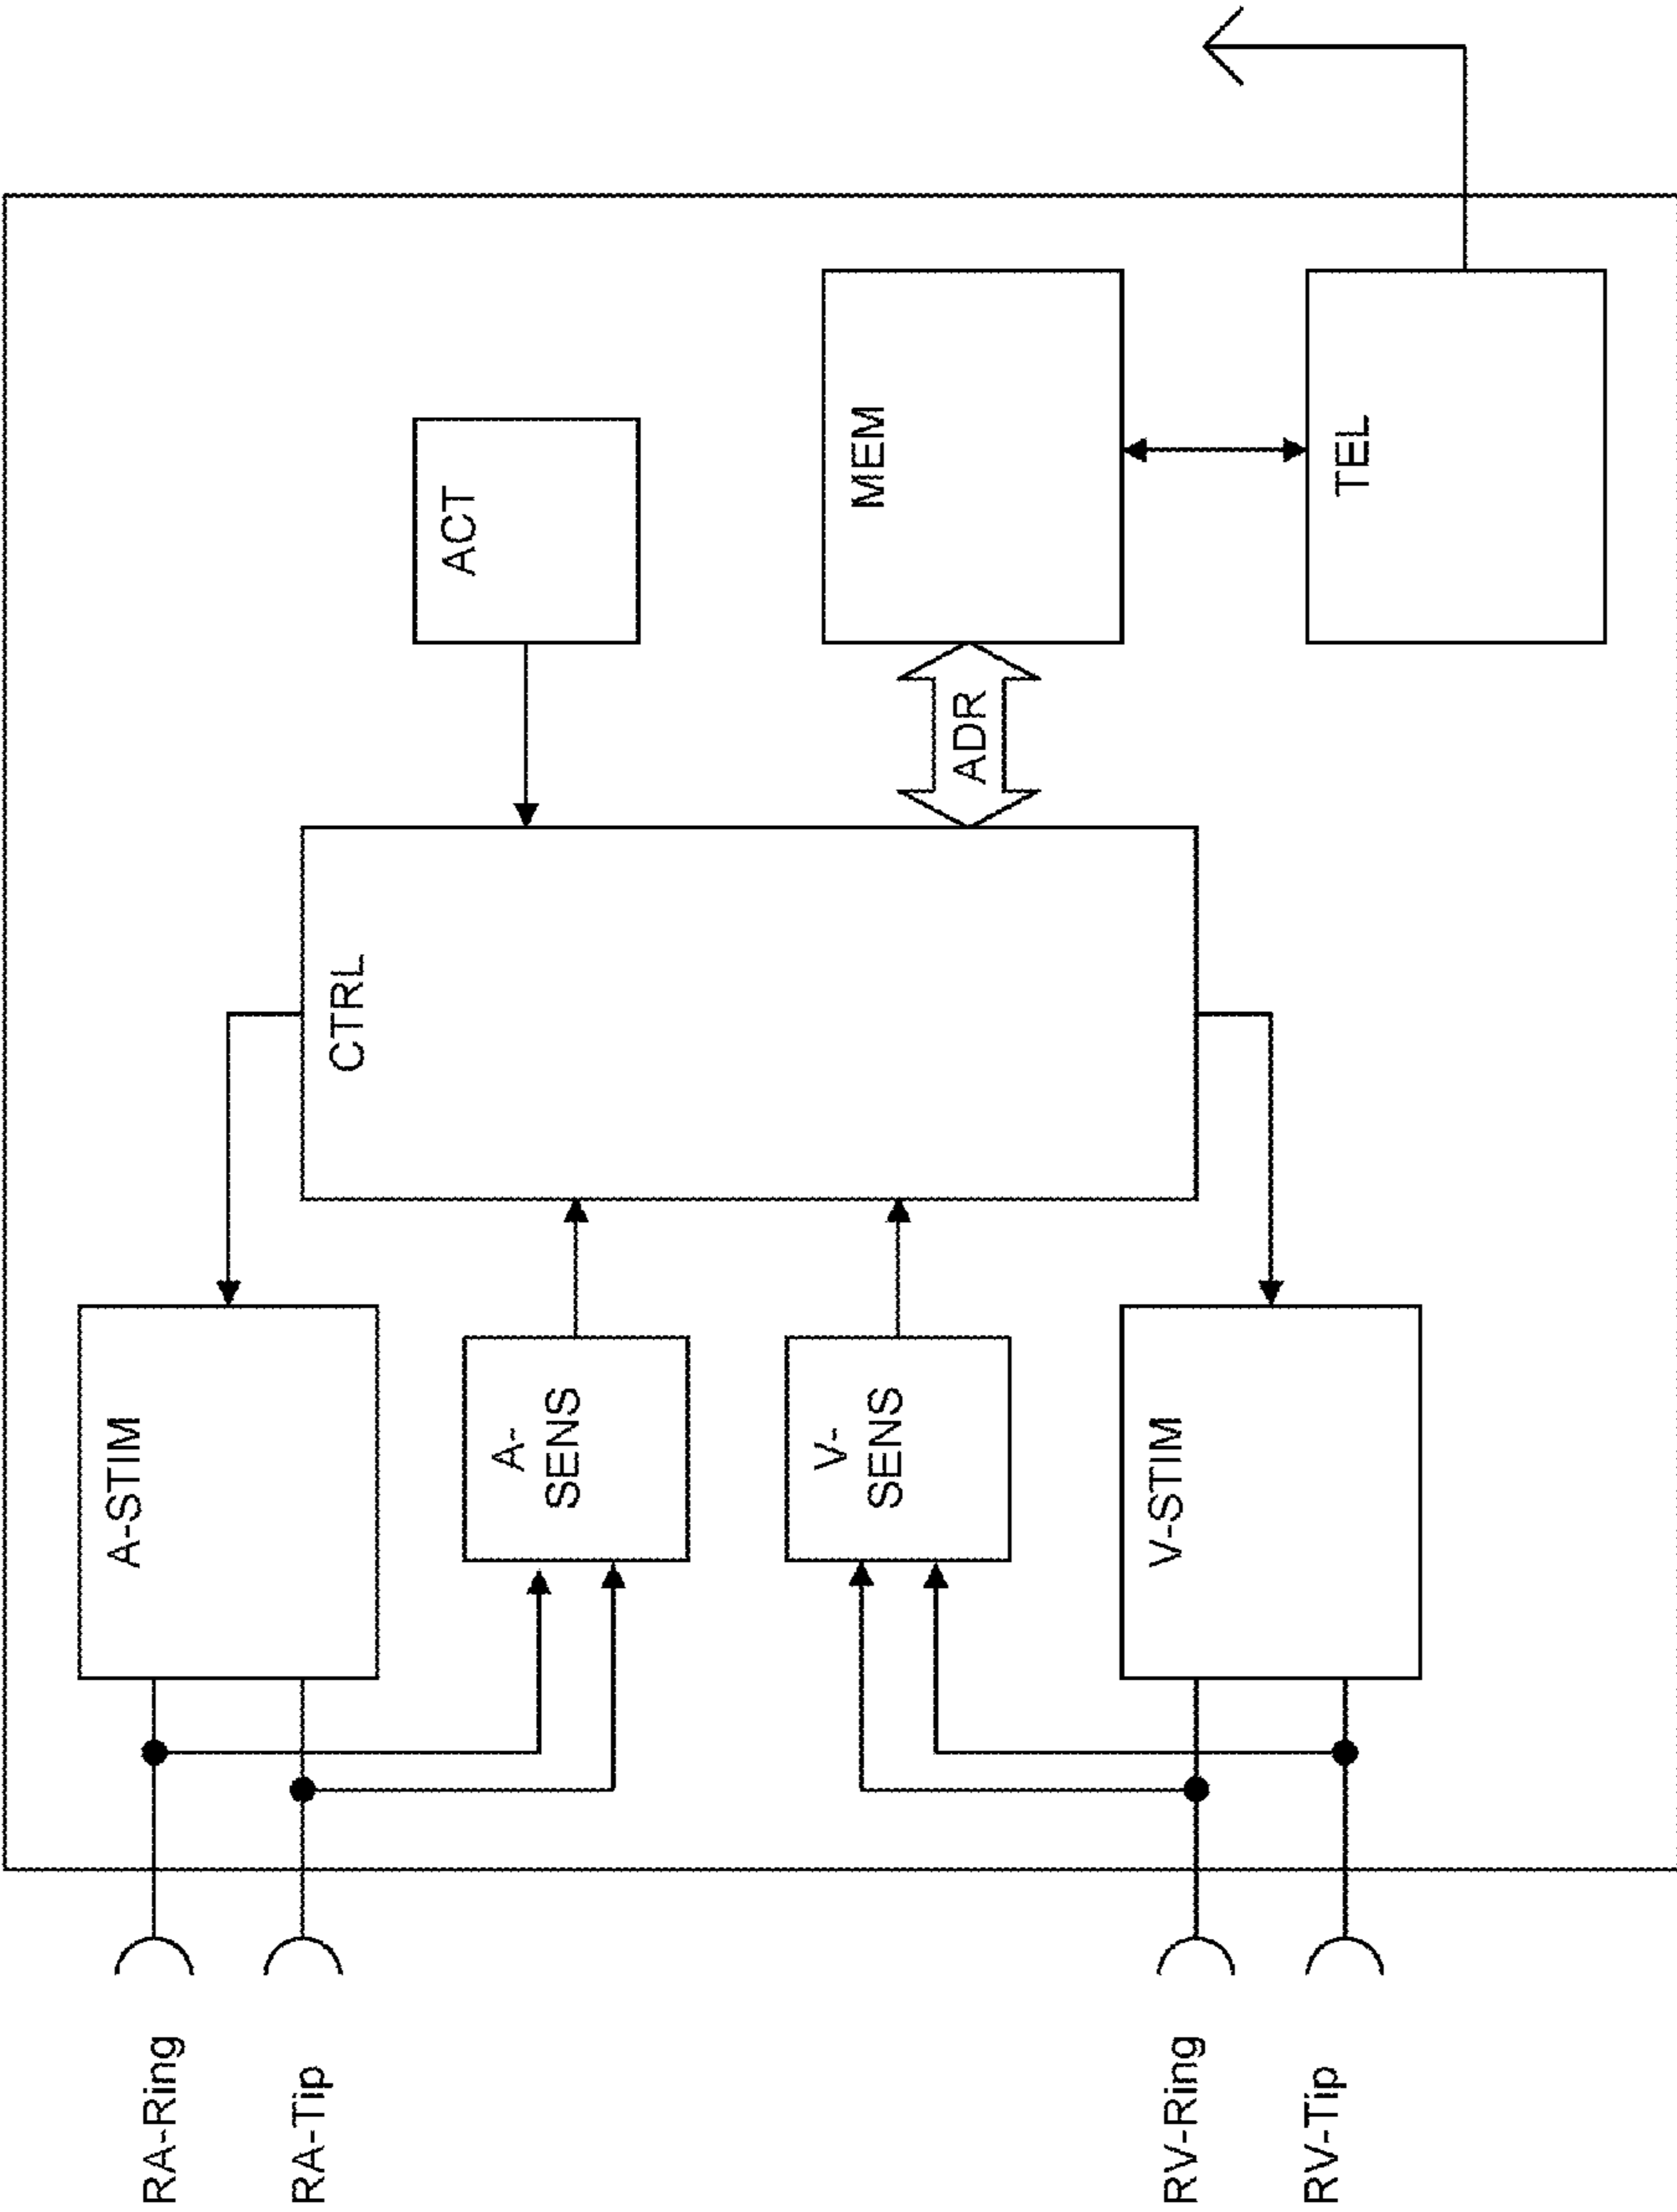 RA-Ring
RA-Tip
RV-Ring
RV-Tip
A-STIM
A-
SENS
V-
SENS
V-STIM
CTRL
ADR
ACT
MEM
TEL